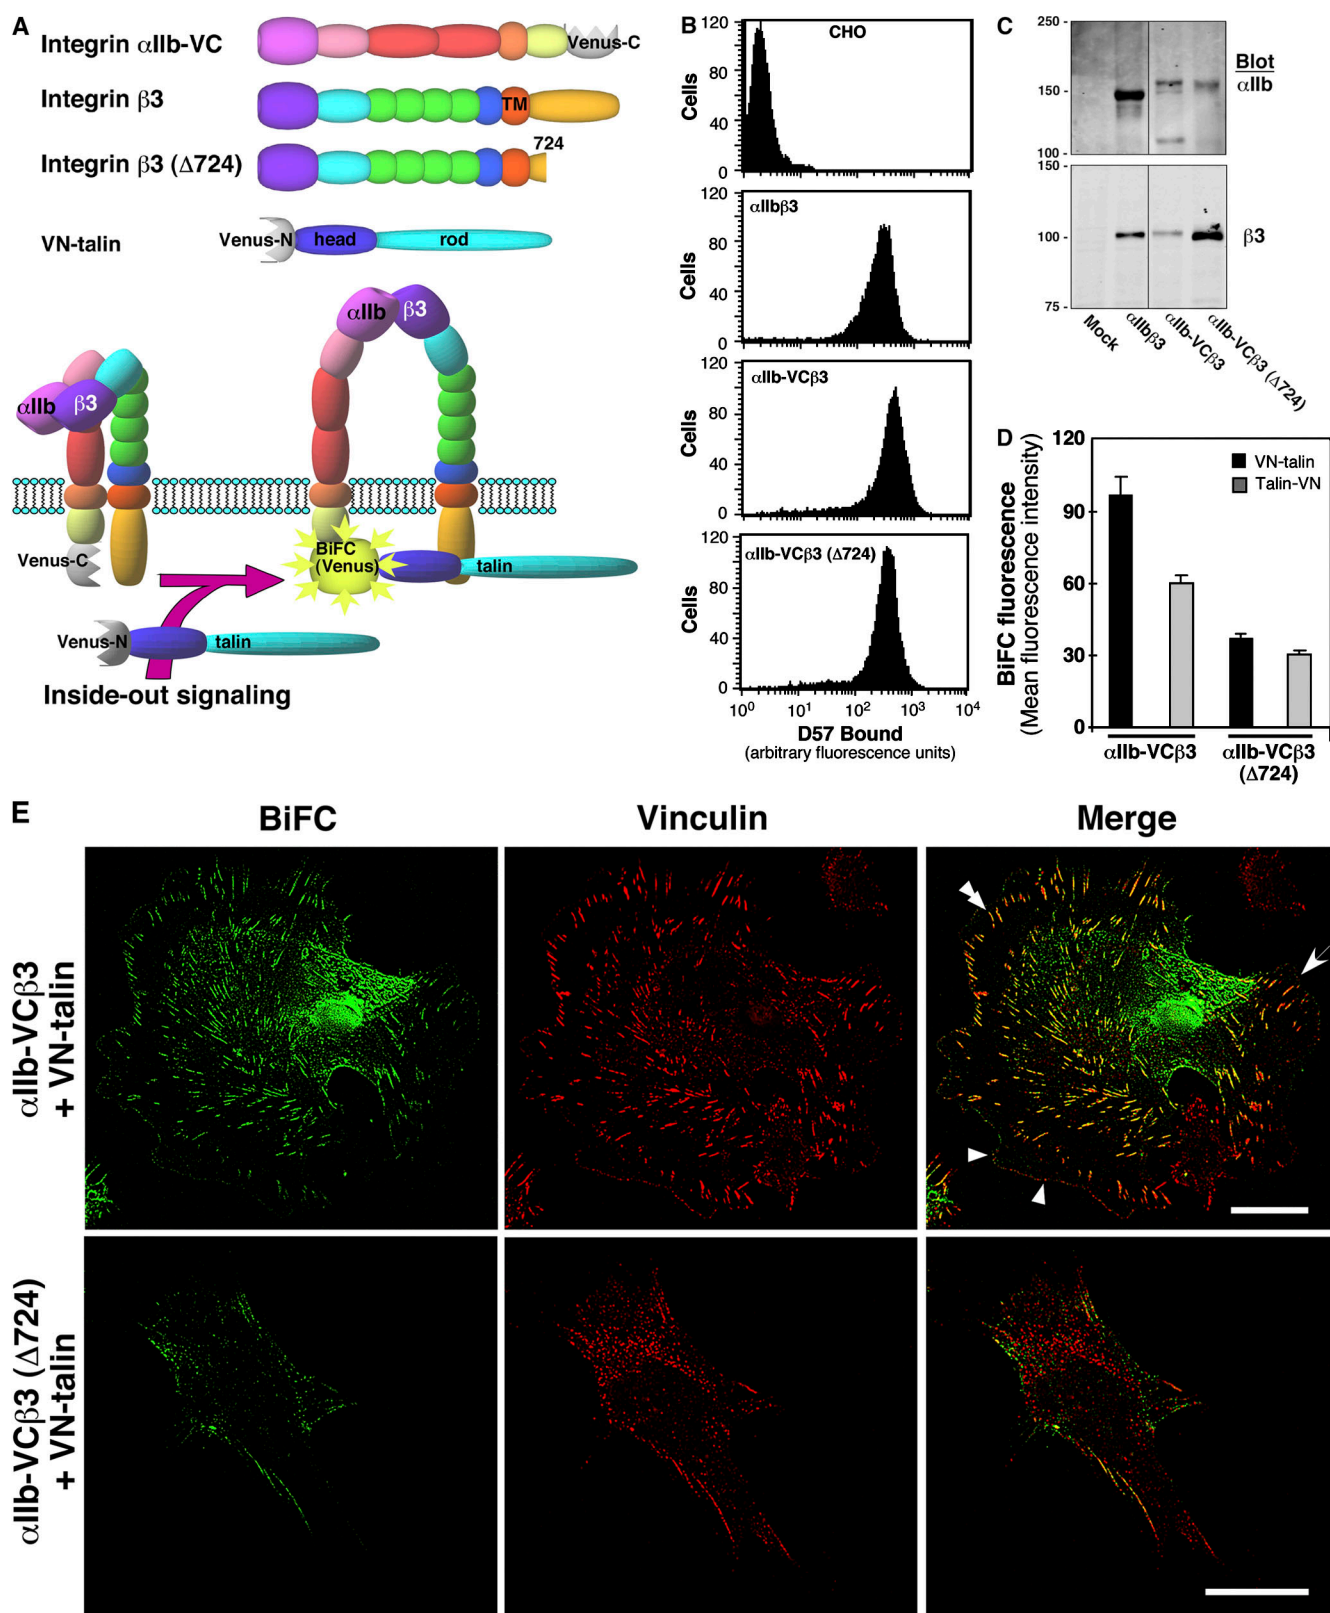 A
Integrin αIIb-VC
Venus-C
Integrin β3
TM
Integrin β3 (Δ724)
724
VN-talin
Venus-N
head
rod
αIIb
β3
αIIb
β3
Venus-C
BiFC
(Venus)
talin
Venus-N
talin
Inside-out signaling
B
120
80
40
0
Cells
CHO
120
80
40
0
Cells
αIIbβ3
120
80
40
0
Cells
αIIb-VCβ3
120
80
40
0
Cells
αIIb-VCβ3 (Δ724)
10⁰ 10¹ 10² 10³ 10⁴
D57 Bound
(arbitrary fluorescence units)
C
250 -
150 -
100 -
Blot
αIIb
150 -
100 -
75 -
β3
Mock
αIIbβ3
αIIb-VCβ3
αIIb-VCβ3 (Δ724)
D
120
90
60
30
0
BiFC fluorescence
(Mean fluorescence intensity)
VN-talin
Talin-VN
αIIb-VCβ3
αIIb-VCβ3
(Δ724)
E
BiFC
Vinculin
Merge
αIIb-VCβ3
+ VN-talin
αIIb-VCβ3 (Δ724)
+ VN-talin